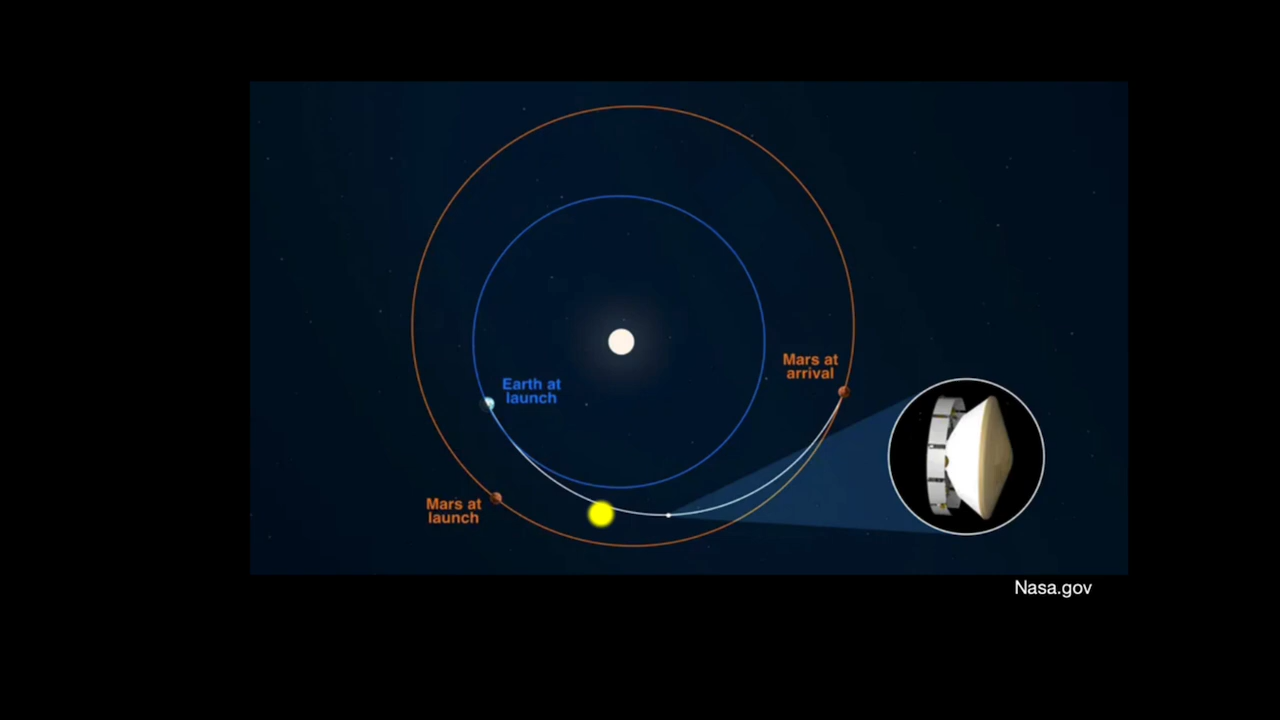 Mars at
arrival
Earth at
launch
Mars at
launch
Nasa.gov